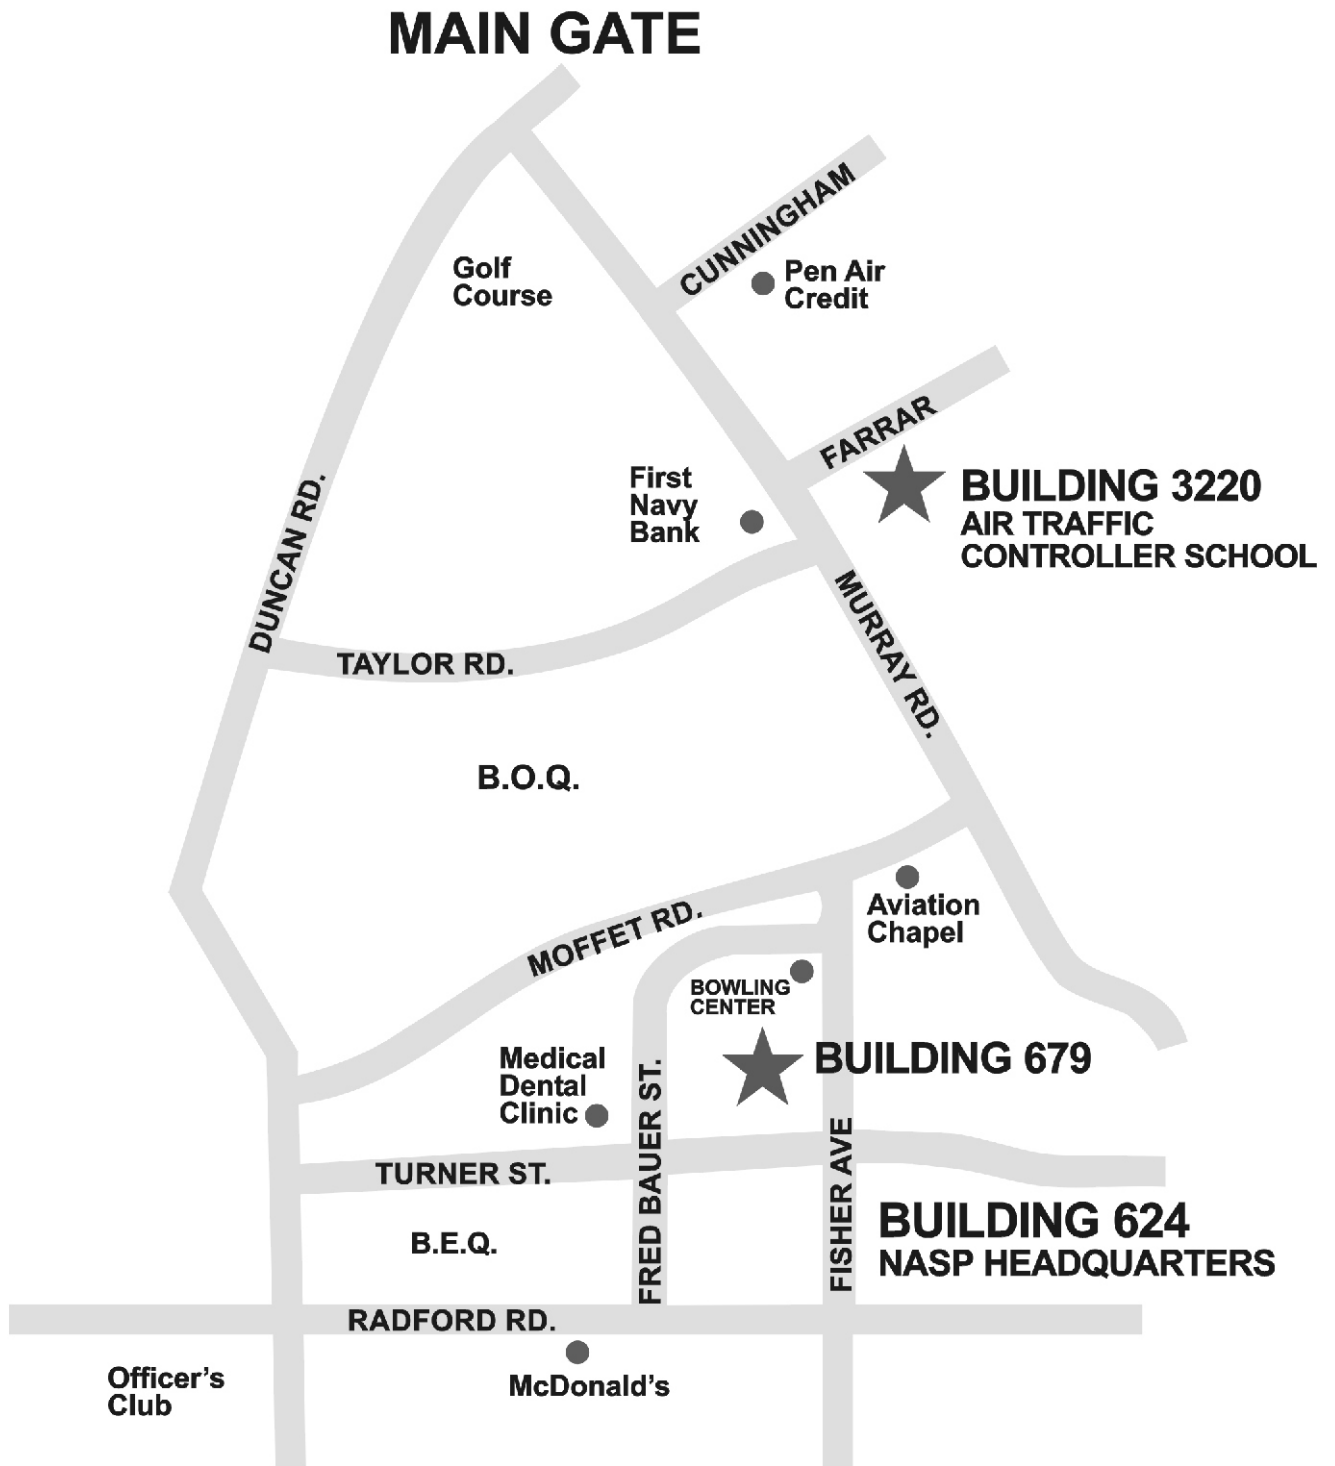 MAIN GATE
CUNNINGHAM
Golf
Course
Pen Air
Credit
FARRAR
First
Navy
Bank
BUILDING 3220
AIR TRAFFIC
CONTROLLER SCHOOL
DUNCAN RD.
MURRAY RD.
TAYLOR RD.
B.O.Q.
MOFFET RD.
Aviation
Chapel
BOWLING
CENTER
Medical
Dental
Clinic
BUILDING 679
FRED BAUER ST.
FISHER AVE
TURNER ST.
BUILDING 624
NASP HEADQUARTERS
B.E.Q.
RADFORD RD.
Officer’s
Club
McDonald’s